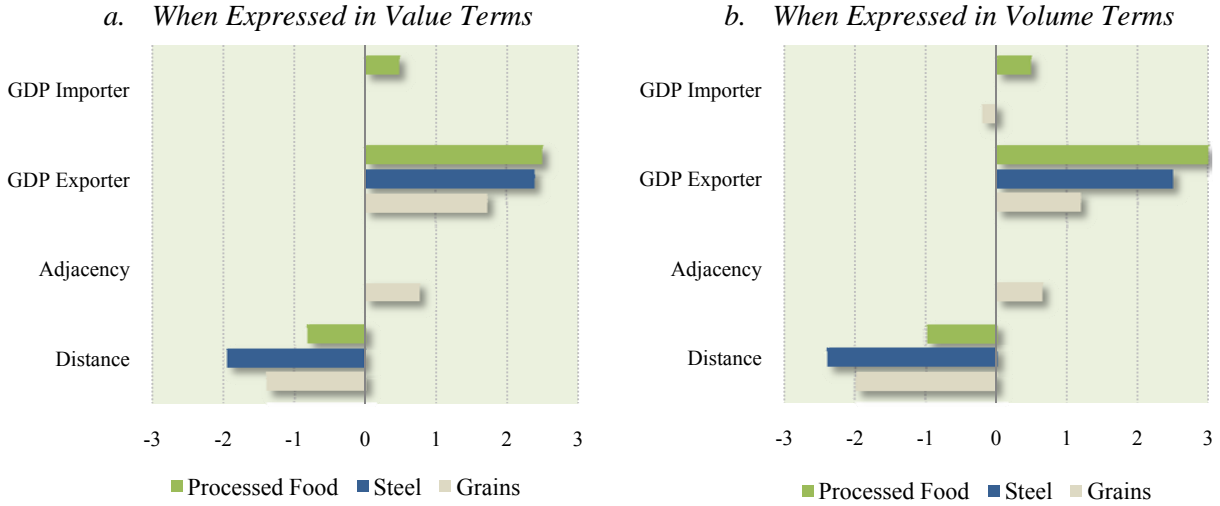 a. When Expressed in Value Terms
GDP Importer
GDP Exporter
Adjacency
Distance
-3 -2 -1 0 1 2 3
Processed Food Steel Grains
b. When Expressed in Volume Terms
GDP Importer
GDP Exporter
Adjacency
Distance
-3 -2 -1 0 1 2 3
Processed Food Steel Grains